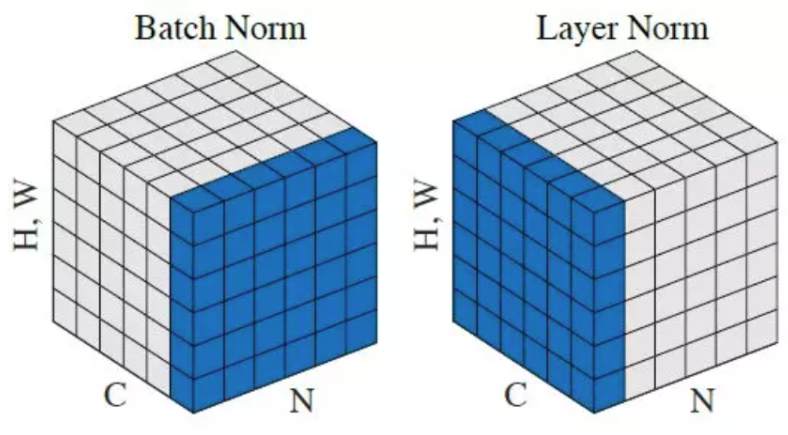 Batch Norm
H, W
C
N
Layer Norm
H, W
C
N